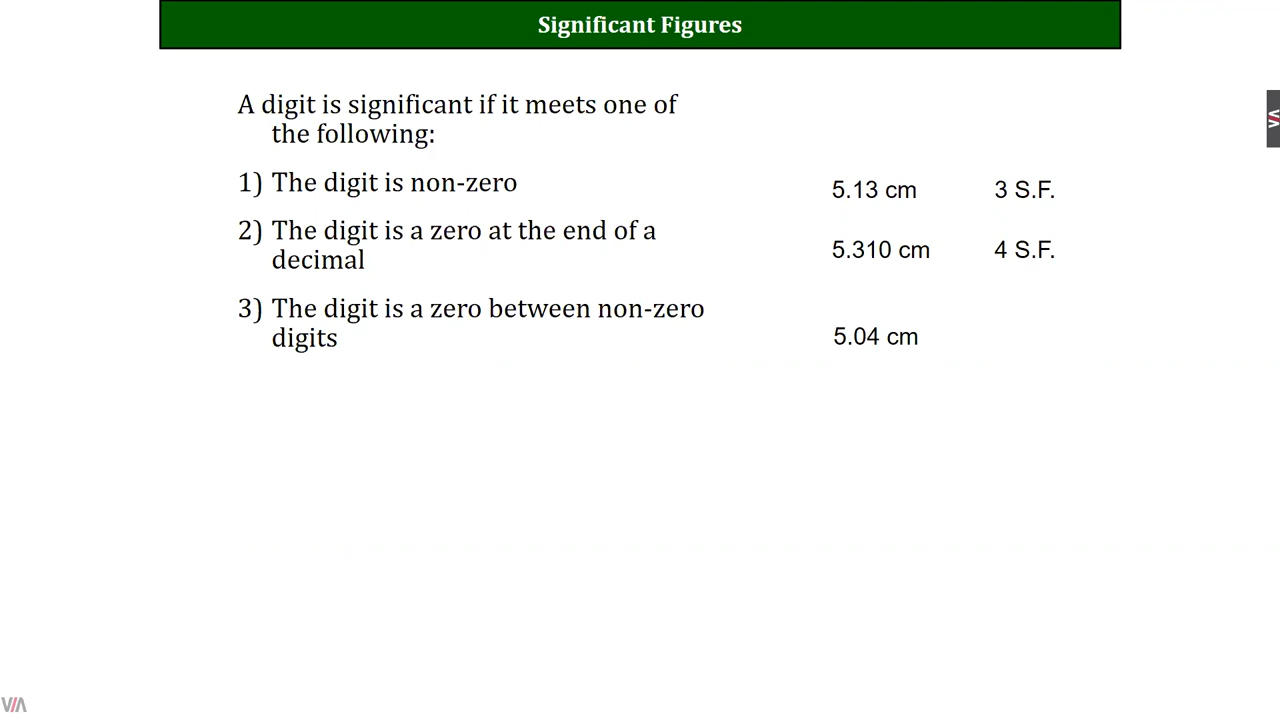 Significant Figures
A digit is significant if it meets one of
the following:
1) The digit is non-zero
5.13 cm 3 S.F.
2) The digit is a zero at the end of a
decimal
5.310 cm 4 S.F.
3) The digit is a zero between non-zero
digits
5.04 cm
VIA
VIA